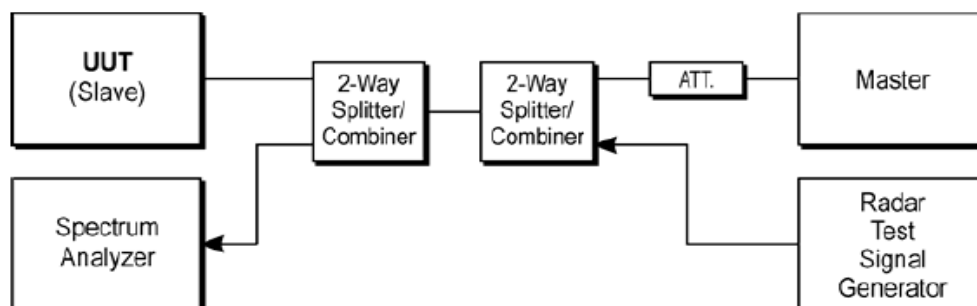 UUT
(Slave)
2-Way
Splitter/
Combiner
2-Way
Splitter/
Combiner
ATT.
Master
Spectrum
Analyzer
Radar
Test
Signal
Generator